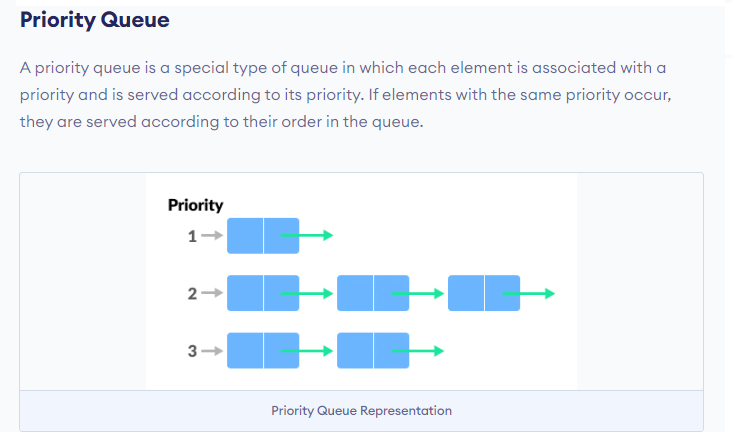 Priority Queue
A priority queue is a special type of queue in which each element is associated with a
priority and is served according to its priority. If elements with the same priority occur,
they are served according to their order in the queue.
Priority
1
2
3
Priority Queue Representation